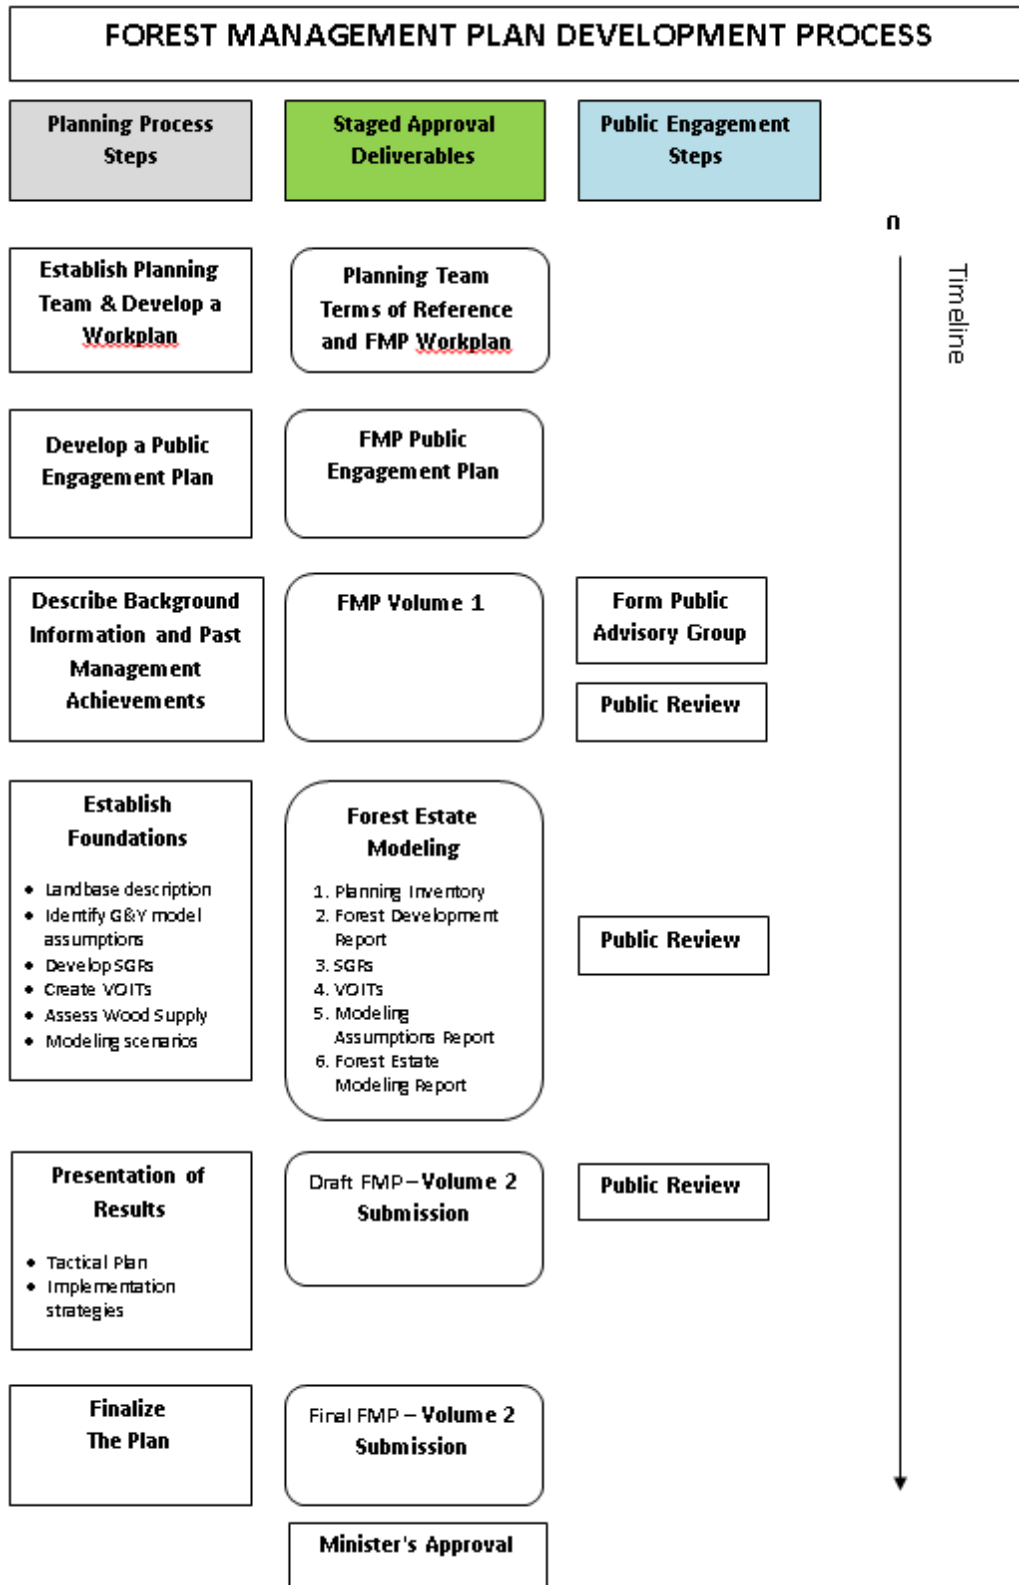 FOREST MANAGEMENT PLAN DEVELOPMENT PROCESS
Planning Process
Steps
Staged Approval
Deliverables
Public Engagement
Steps
n
Timeline
Establish Planning
Team & Develop a
Workplan
Planning Team
Terms of Reference
and FMP Workplan
Develop a Public
Engagement Plan
FMP Public
Engagement Plan
Describe Background
Information and Past
Management
Achievements
FMP Volume 1
Form Public
Advisory Group
Public Review
Establish
Foundations
• Landbase description
• Identify G&Y model
assumptions
• Develop SGRs
• Create VOITs
• Assess Wood Supply
• Modeling scenarios
Forest Estate
Modeling
1. Planning Inventory
2. Forest Development
Report
3. SGRs
4. VOITs
5. Modeling
Assumptions Report
6. Forest Estate
Modeling Report
Public Review
Presentation of
Results
• Tactical Plan
• Implementation
strategies
Draft FMP – Volume 2
Submission
Public Review
Finalize
The Plan
Final FMP – Volume 2
Submission
Minister's Approval